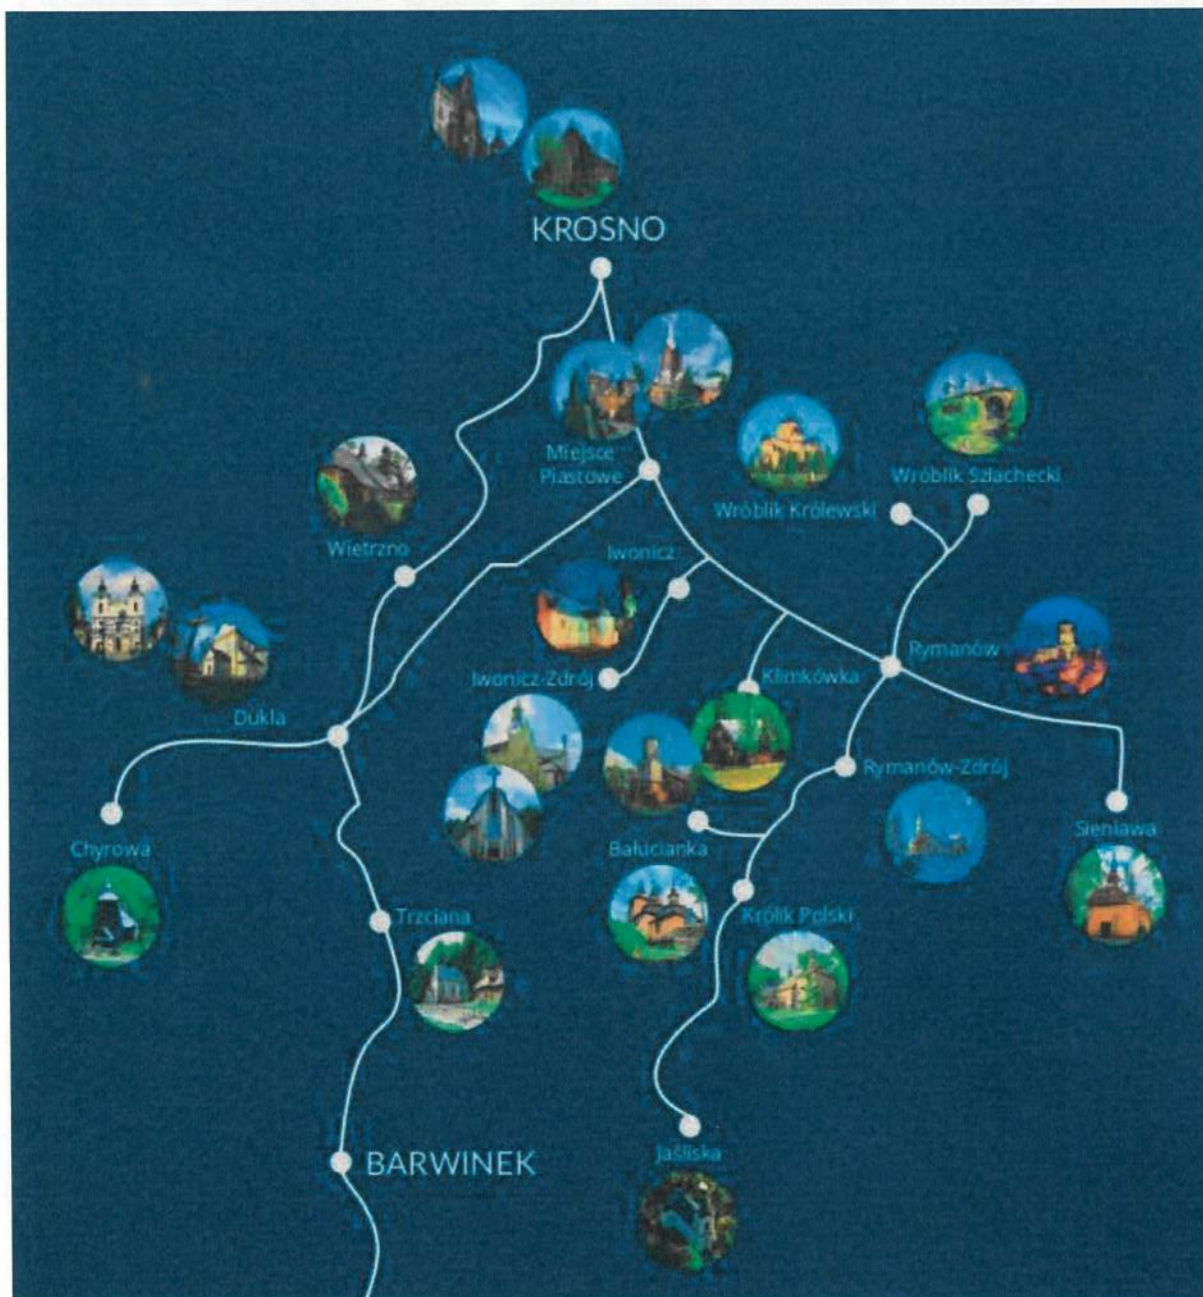 KROSNO
Miejsce
Piastowe
Wróblik Szlachecki
Wróblik Królewski
Wietrzno
Iwonicz
Rymanów
Iwonicz-Zdrój
Klimkówka
Dukla
Rymanów-Zdrój
Chyrowa
Bałucianka
Sieniawa
Trzciana
Królik Polski
BARWINEK
Jaśliska